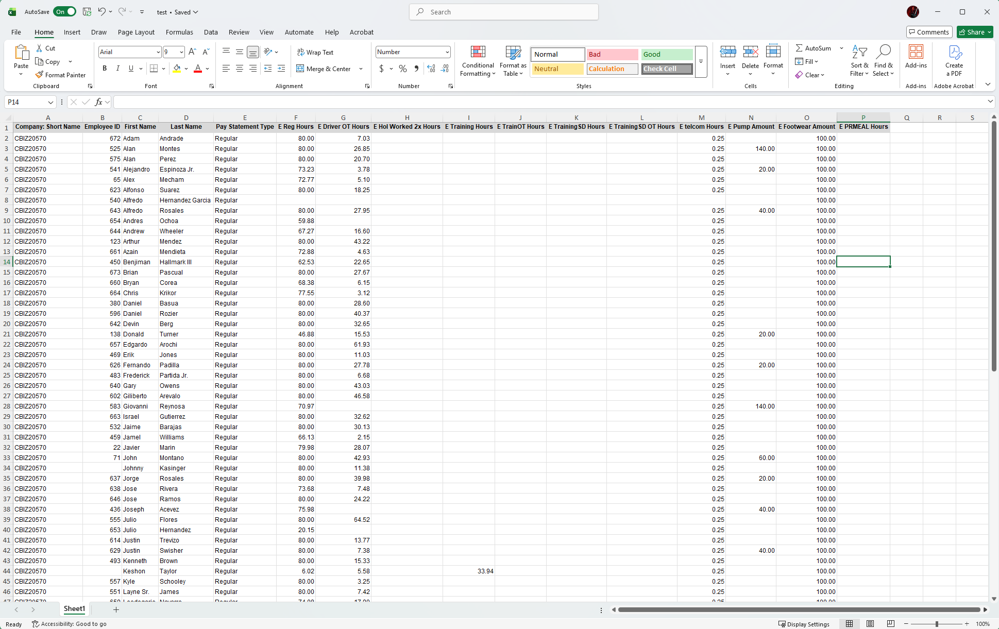 AutoSave On test • Saved Search
File Home Insert Draw Page Layout Formulas Data Review View Automate Help Acrobat Comments Share
Paste Cut Copy Format Painter Clipboard
Arial 9 B I U A Font
Wrap Text Merge & Center Alignment
Number $ % Number
Conditional Formatting Format as Table Normal Bad Good Neutral Calculation Check Cell Styles
Insert Delete Format Cells
AutoSum Fill Clear Sort & Filter Find & Select Editing
Add-ins Add-ins
Create a PDF Adobe Acrobat
P14 fx
A B C D E F G H I J K L M N O P Q R S
1 Company: Short Name Employee ID First Name Last Name Pay Statement Type E Reg Hours E Driver OT Hours E Hol Worked 2x Hours E Training Hours E TrainOT Hours E TrainingSD Hours E TrainingSD OT Hours E telcom Hours E Pump Amount E Footwear Amount E PRMEAL Hours
2 CBIZ20570 672 Adam Andrade Regular 80.00 7.03 0.25 100.00
3 CBIZ20570 525 Alan Montes Regular 80.00 26.85 0.25 140.00 100.00
4 CBIZ20570 575 Alan Perez Regular 80.00 20.70 0.25 100.00
5 CBIZ20570 541 Alejandro Espinoza Jr. Regular 73.23 3.78 0.25 20.00 100.00
6 CBIZ20570 65 Alex Mecham Regular 72.77 5.10 0.25 100.00
7 CBIZ20570 623 Alfonso Suarez Regular 80.00 18.25 0.25 100.00
8 CBIZ20570 540 Alfredo Hernandez Garcia Regular 100.00
9 CBIZ20570 643 Alfredo Rosales Regular 80.00 27.95 0.25 40.00 100.00
10 CBIZ20570 654 Andres Ochoa Regular 59.88 0.25 100.00
11 CBIZ20570 644 Andrew Wheeler Regular 67.27 16.60 0.25 100.00
12 CBIZ20570 123 Arthur Mendez Regular 80.00 43.22 0.25 100.00
13 CBIZ20570 661 Azain Mendieta Regular 72.88 4.63 0.25 100.00
14 CBIZ20570 450 Benjiman Hallmark III Regular 62.53 22.65 0.25 100.00
15 CBIZ20570 673 Brian Pascual Regular 80.00 27.67 0.25 100.00
16 CBIZ20570 660 Bryan Corea Regular 68.38 6.15 0.25 100.00
17 CBIZ20570 664 Chris Krikor Regular 77.55 3.12 0.25 100.00
18 CBIZ20570 380 Daniel Basua Regular 80.00 28.60 0.25 100.00
19 CBIZ20570 596 Daniel Rozier Regular 80.00 40.37 0.25 100.00
20 CBIZ20570 642 Devin Berg Regular 80.00 32.65 0.25 100.00
21 CBIZ20570 138 Donald Turner Regular 46.88 15.53 0.25 20.00 100.00
22 CBIZ20570 657 Edgardo Arochi Regular 80.00 61.93 0.25 100.00
23 CBIZ20570 469 Erik Jones Regular 80.00 11.03 0.25 100.00
24 CBIZ20570 626 Fernando Padilla Regular 80.00 27.78 0.25 20.00 100.00
25 CBIZ20570 483 Frederick Partida Jr. Regular 80.00 6.68 0.25 100.00
26 CBIZ20570 640 Gary Owens Regular 80.00 43.03 0.25 100.00
27 CBIZ20570 602 Giliberto Arevalo Regular 80.00 46.58 0.25 100.00
28 CBIZ20570 583 Giovanni Reynosa Regular 70.97 0.25 140.00 100.00
29 CBIZ20570 663 Israel Gutierrez Regular 80.00 32.62 0.25 100.00
30 CBIZ20570 532 Jaime Barajas Regular 80.00 30.13 0.25 100.00
31 CBIZ20570 459 Jamel Williams Regular 66.13 2.15 0.25 100.00
32 CBIZ20570 22 Javier Marin Regular 79.98 28.07 0.25 100.00
33 CBIZ20570 71 John Montano Regular 80.00 42.93 0.25 60.00 100.00
34 CBIZ20570 Johnny Kasinger Regular 80.00 11.38 0.25 100.00
35 CBIZ20570 637 Jorge Rosales Regular 80.00 39.98 0.25 20.00 100.00
36 CBIZ20570 638 Jose Rivera Regular 73.68 7.48 0.25 100.00
37 CBIZ20570 646 Jose Ramos Regular 80.00 24.22 0.25 100.00
38 CBIZ20570 436 Joseph Acevez Regular 75.98 0.25 40.00 100.00
39 CBIZ20570 555 Julio Flores Regular 80.00 64.52 0.25 100.00
40 CBIZ20570 653 Julio Hernandez Regular 20.15 0.25 100.00
41 CBIZ20570 614 Justin Trevizo Regular 80.00 13.77 0.25 100.00
42 CBIZ20570 629 Justin Swisher Regular 80.00 7.38 0.25 40.00 100.00
43 CBIZ20570 493 Kenneth Brown Regular 80.00 15.33 0.25 100.00
44 CBIZ20570 Keshon Taylor Regular 6.02 5.58 33.94 0.25 100.00
45 CBIZ20570 557 Kyle Schooley Regular 80.00 3.25 0.25 100.00
46 CBIZ20570 551 Layne Sr. James Regular 80.00 7.42 0.25 100.00
Sheet1
Ready Accessibility: Good to go Display Settings 100%